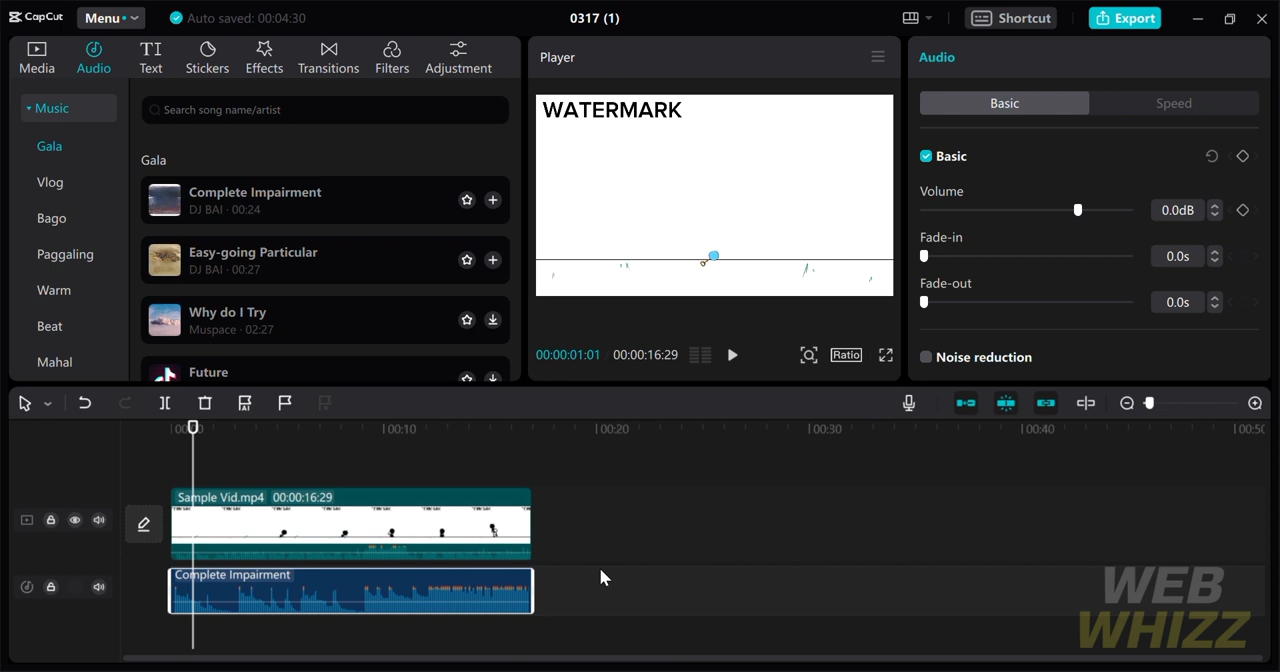 CapCut
Menu
Auto saved: 00:04:30
0317 (1)
Shortcut
Export
Media
Audio
Text
Stickers
Effects
Transitions
Filters
Adjustment
Music
Gala
Vlog
Bago
Paggaling
Warm
Beat
Mahal
Search song name/artist
Gala
Complete Impairment
DJ BAI · 00:24
Easy-going Particular
DJ BAI · 00:27
Why do I Try
Muspace · 02:27
Future
Player
WATERMARK
00:00:01:01
00:00:16:29
Ratio
Audio
Basic
Speed
Basic
Volume
0.0dB
Fade-in
0.0s
Fade-out
0.0s
Noise reduction
00:10
00:20
00:30
00:40
00:50
Sample Vid.mp4 00:00:16:29
Complete Impairment
WEB
WHIZZ